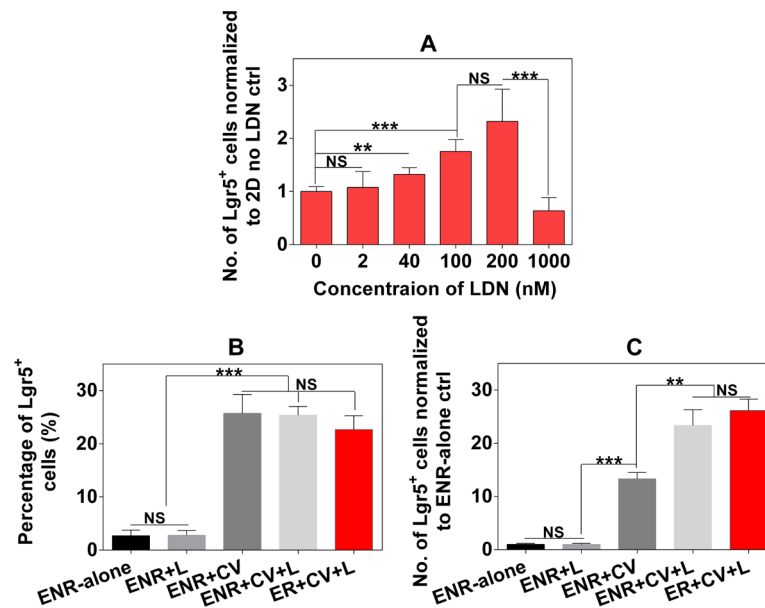 A
No. of Lgr5+ cells normalized
to 2D no LDN ctrl
3
2
1
0
NS
**
***
NS
***
0 2 40 100 200 1000
Concentraion of LDN (nM)
B
Percentage of Lgr5+
cells (%)
30
20
10
0
NS
***
NS
ENR-alone
ENR+L
ENR+CV
ENR+CV+L
ER+CV+L
C
No. of Lgr5+ cells normalized
to ENR-alone ctrl
30
20
10
0
NS
***
**
NS
ENR-alone
ENR+L
ENR+CV
ENR+CV+L
ER+CV+L